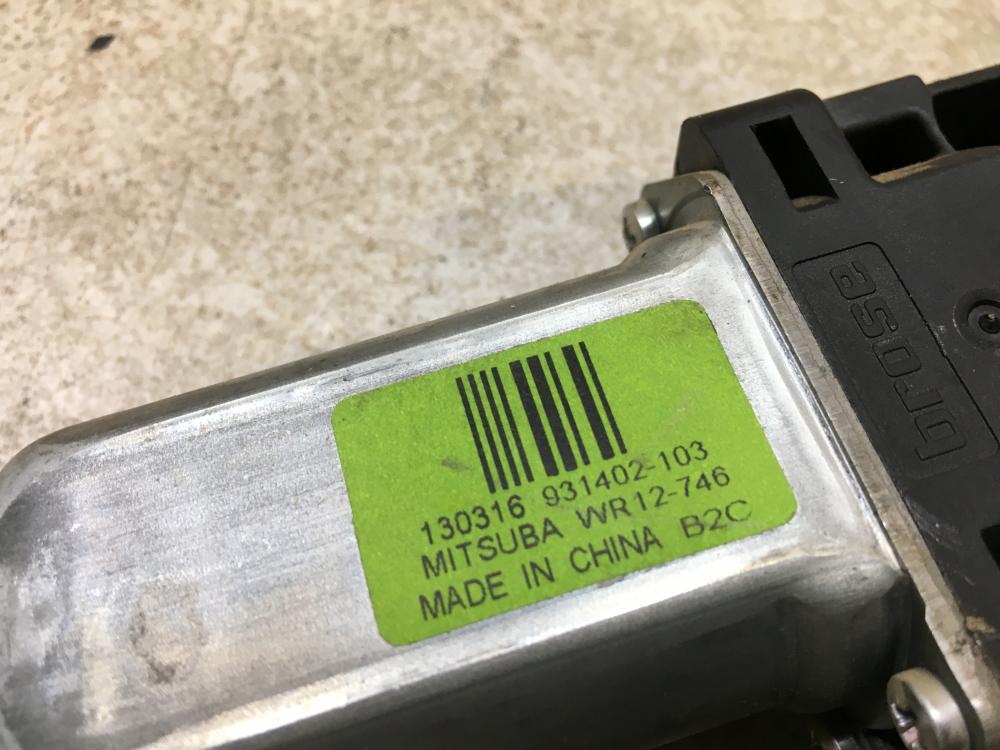 130316 931402-103
MITSUBA WR12-746
MADE IN CHINA B2C
brose